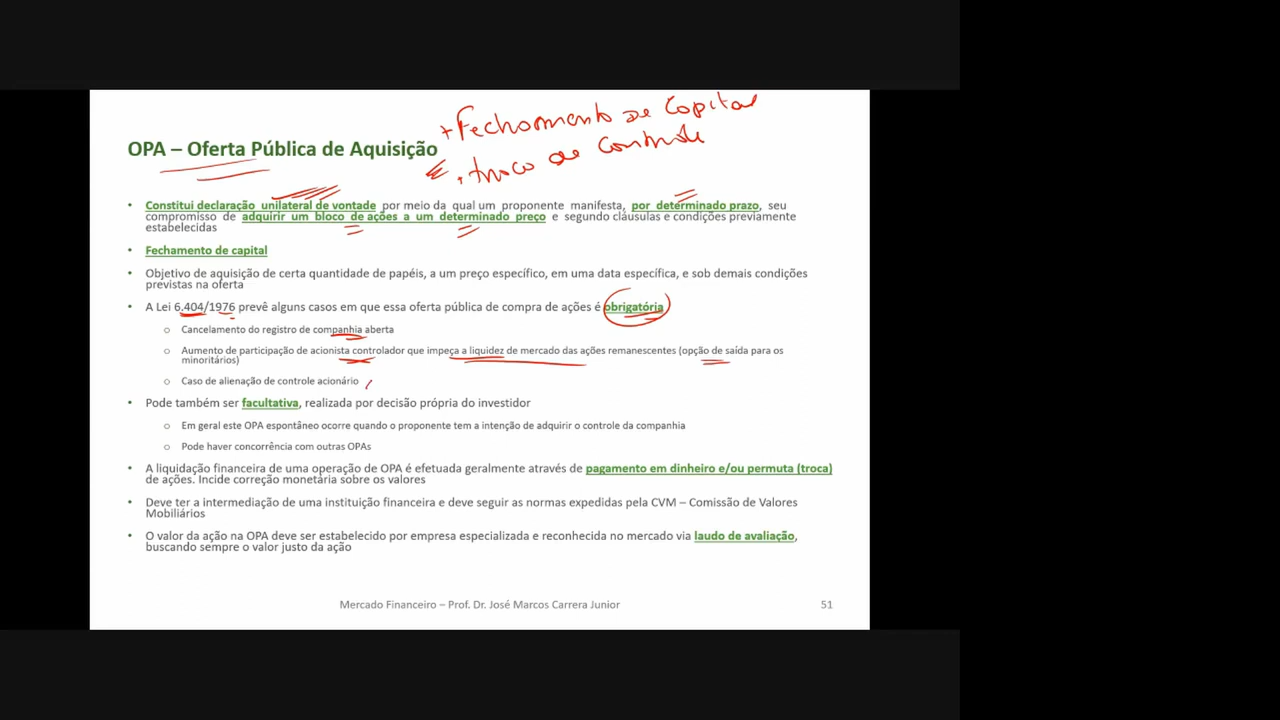 + Fechamento de Capital
OPA – Oferta Pública de Aquisição
. troca de controle
• Constitui declaração unilateral de vontade por meio da qual um proponente manifesta, por determinado prazo, seu
compromisso de adquirir um bloco de ações a um determinado preço e segundo cláusulas e condições previamente
estabelecidas
• Fechamento de capital
• Objetivo de aquisição de certa quantidade de papéis, a um preço específico, em uma data específica, e sob demais condições
previstas na oferta
• A Lei 6.404/1976 prevê alguns casos em que essa oferta pública de compra de ações é obrigatória
o Cancelamento do registro de companhia aberta
o Aumento de participação de acionista controlador que impeça a liquidez de mercado das ações remanescentes (opção de saída para os
minoritários)
o Caso de alienação de controle acionário
• Pode também ser facultativa, realizada por decisão própria do investidor
o Em geral este OPA espontâneo ocorre quando o proponente tem a intenção de adquirir o controle da companhia
o Pode haver concorrência com outras OPAs
• A liquidação financeira de uma operação de OPA é efetuada geralmente através de pagamento em dinheiro e/ou permuta (troca)
de ações. Incide correção monetária sobre os valores
• Deve ter a intermediação de uma instituição financeira e deve seguir as normas expedidas pela CVM – Comissão de Valores
Mobiliários
• O valor da ação na OPA deve ser estabelecido por empresa especializada e reconhecida no mercado via laudo de avaliação,
buscando sempre o valor justo da ação
Mercado Financeiro – Prof. Dr. José Marcos Carrera Junior
51